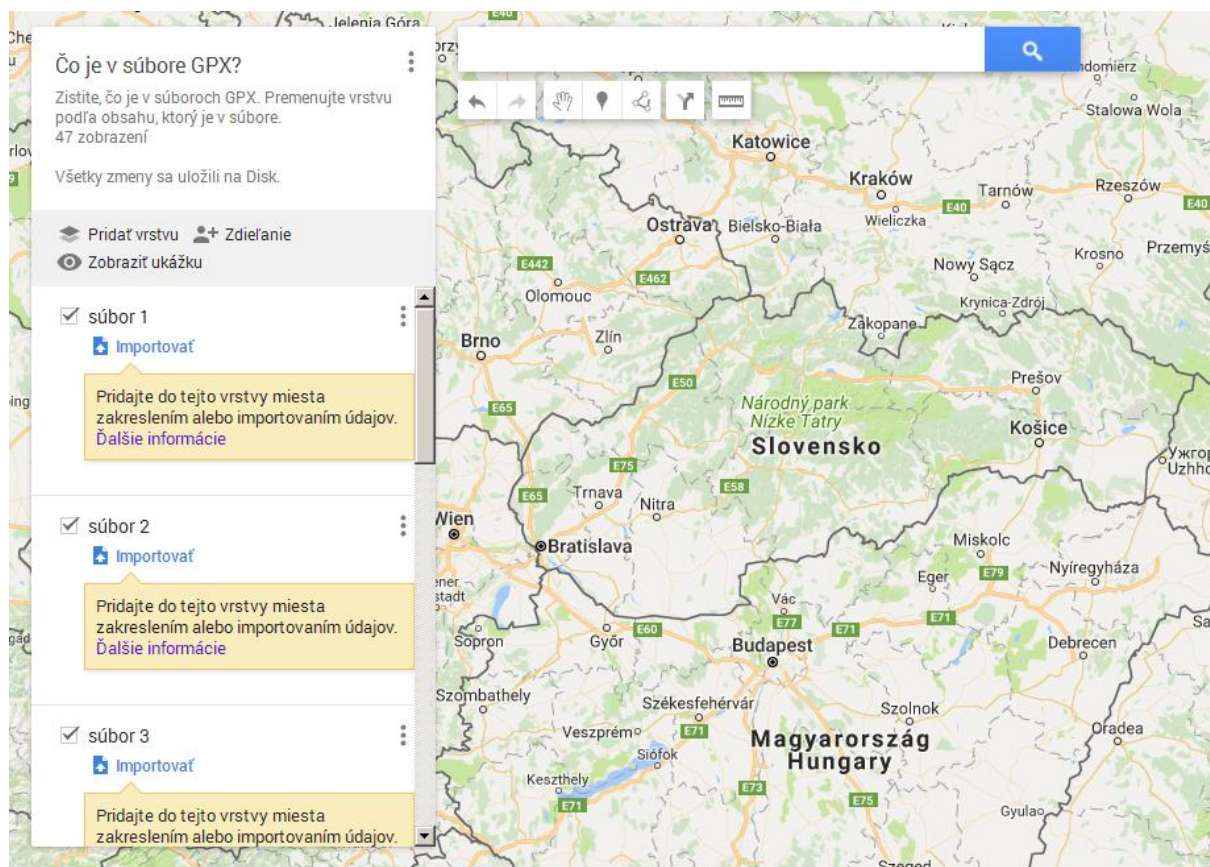 Čo je v súbore GPX?
Zistite, čo je v súboroch GPX. Premenujte vrstvu
podľa obsahu, ktorý je v súbore.
47 zobrazení
Všetky zmeny sa uložili na Disk.
Pridať vrstvu
Zdieľanie
Zobraziť ukážku
súbor 1
Importovať
Pridajte do tejto vrstvy miesta
zakreslením alebo importovaním údajov.
Ďalšie informácie
súbor 2
Importovať
Pridajte do tejto vrstvy miesta
zakreslením alebo importovaním údajov.
Ďalšie informácie
súbor 3
Importovať
Pridajte do tejto vrstvy miesta
zakreslením alebo importovaním údajov.
Jelenia Góra
Stalowa Wola
Katowice
Kraków
Tarnów
Rzeszów
E40
E40
Wieliczka
Ostrava
Bielsko-Biała
Krosno
Nowy Sącz
E442
E462
Olomouc
Krynica-Zdrój
Zakopane
Brno
Zlín
E50
Prešov
E65
Národný park
Nízke Tatry
Slovensko
Košice
E75
E65
Trnava
Nitra
E58
Wien
Bratislava
Miskolc
Eger
E79
Nyíregyháza
Vác
E77
E71
E71
Sopron
Győr
E60
Budapest
Debrecen
Szombathely
Székesfehérvár
Szolnok
Veszprém
E71
Oradea
Siófok
Magyarország
Hungary
Keszthely
E71
E73
E75
Gyula
Szeged